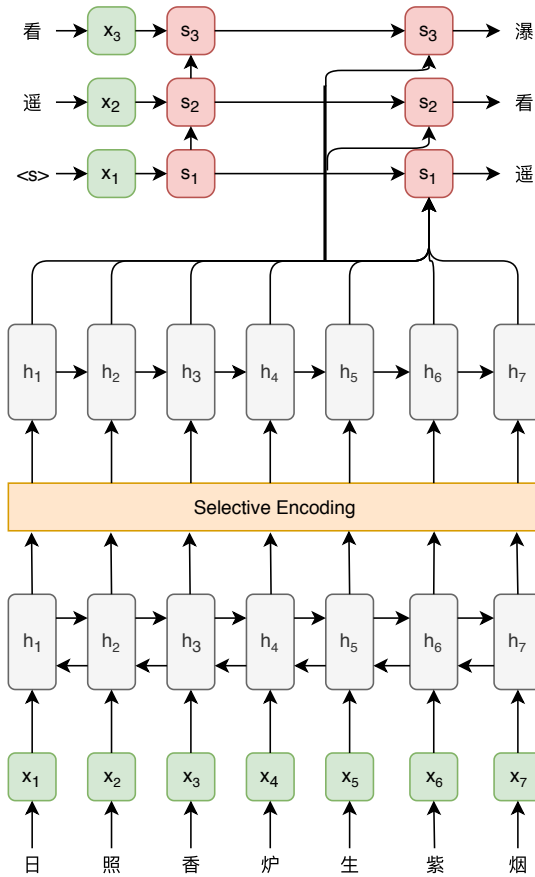 看 x3 s3 s3 瀑
遥 x2 s2 s2 看
<s> x1 s1 s1 遥
h1 h2 h3 h4 h5 h6 h7
Selective Encoding
h1 h2 h3 h4 h5 h6 h7
x1 x2 x3 x4 x5 x6 x7
日 照 香 炉 生 紫 烟